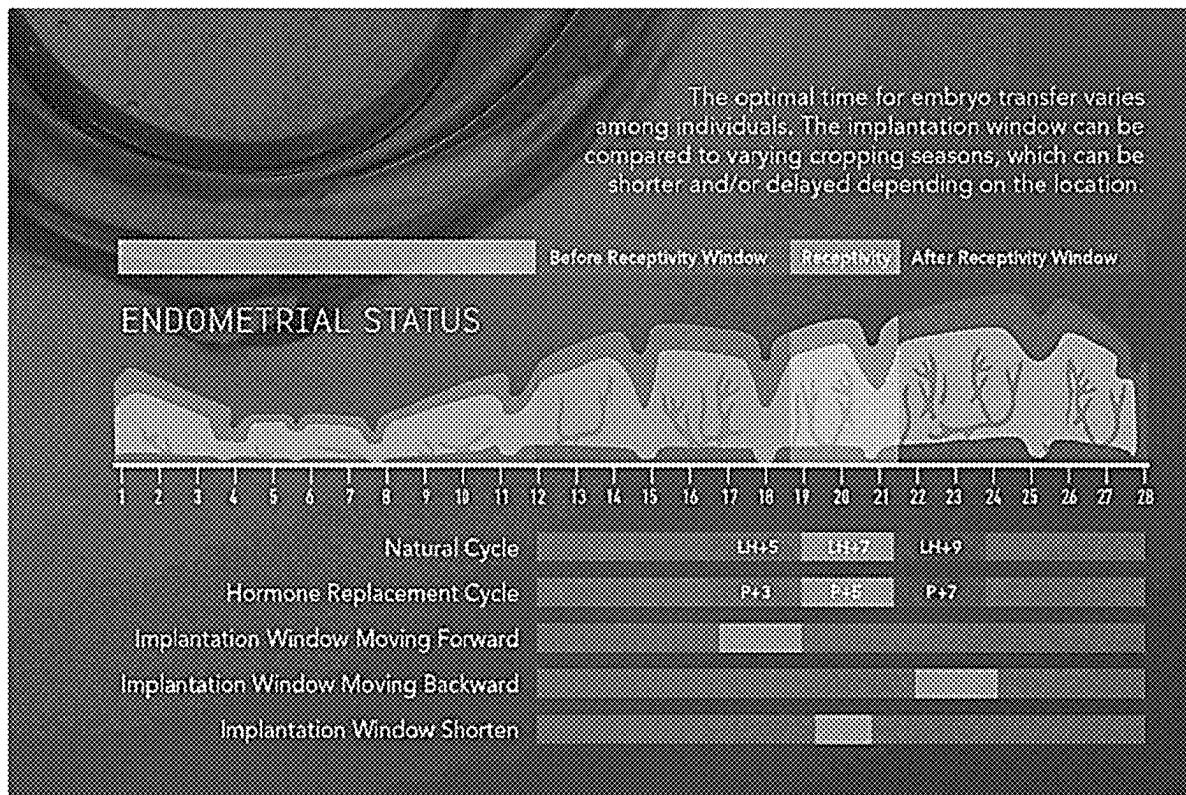 The optimal time for embryo transfer varies
among individuals. The implantation window can be
compared to varying cropping seasons, which can be
shorter and/or delayed depending on the location.
Before Receptivity Window Receptivity After Receptivity Window
ENDOMETRIAL STATUS
1 2 3 4 5 6 7 8 9 10 11 12 13 14 15 16 17 18 19 20 21 22 23 24 25 26 27 28
Natural Cycle LH+5 LH+7 LH+9
Hormone Replacement Cycle P+3 P+5 P+7
Implantation Window Moving Forward
Implantation Window Moving Backward
Implantation Window Shorten